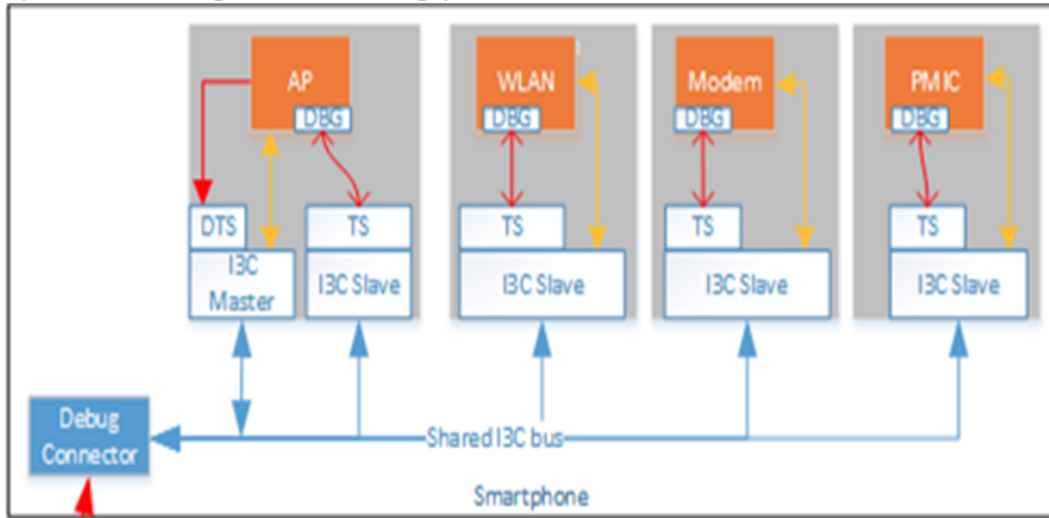 AP
WLAN
Modem
PMIC
DBG
DBG
DBG
DBG
DTS
TS
TS
TS
TS
I3C
Master
I3C Slave
I3C Slave
I3C Slave
I3C Slave
Debug
Connector
Shared I3C bus
Smartphone